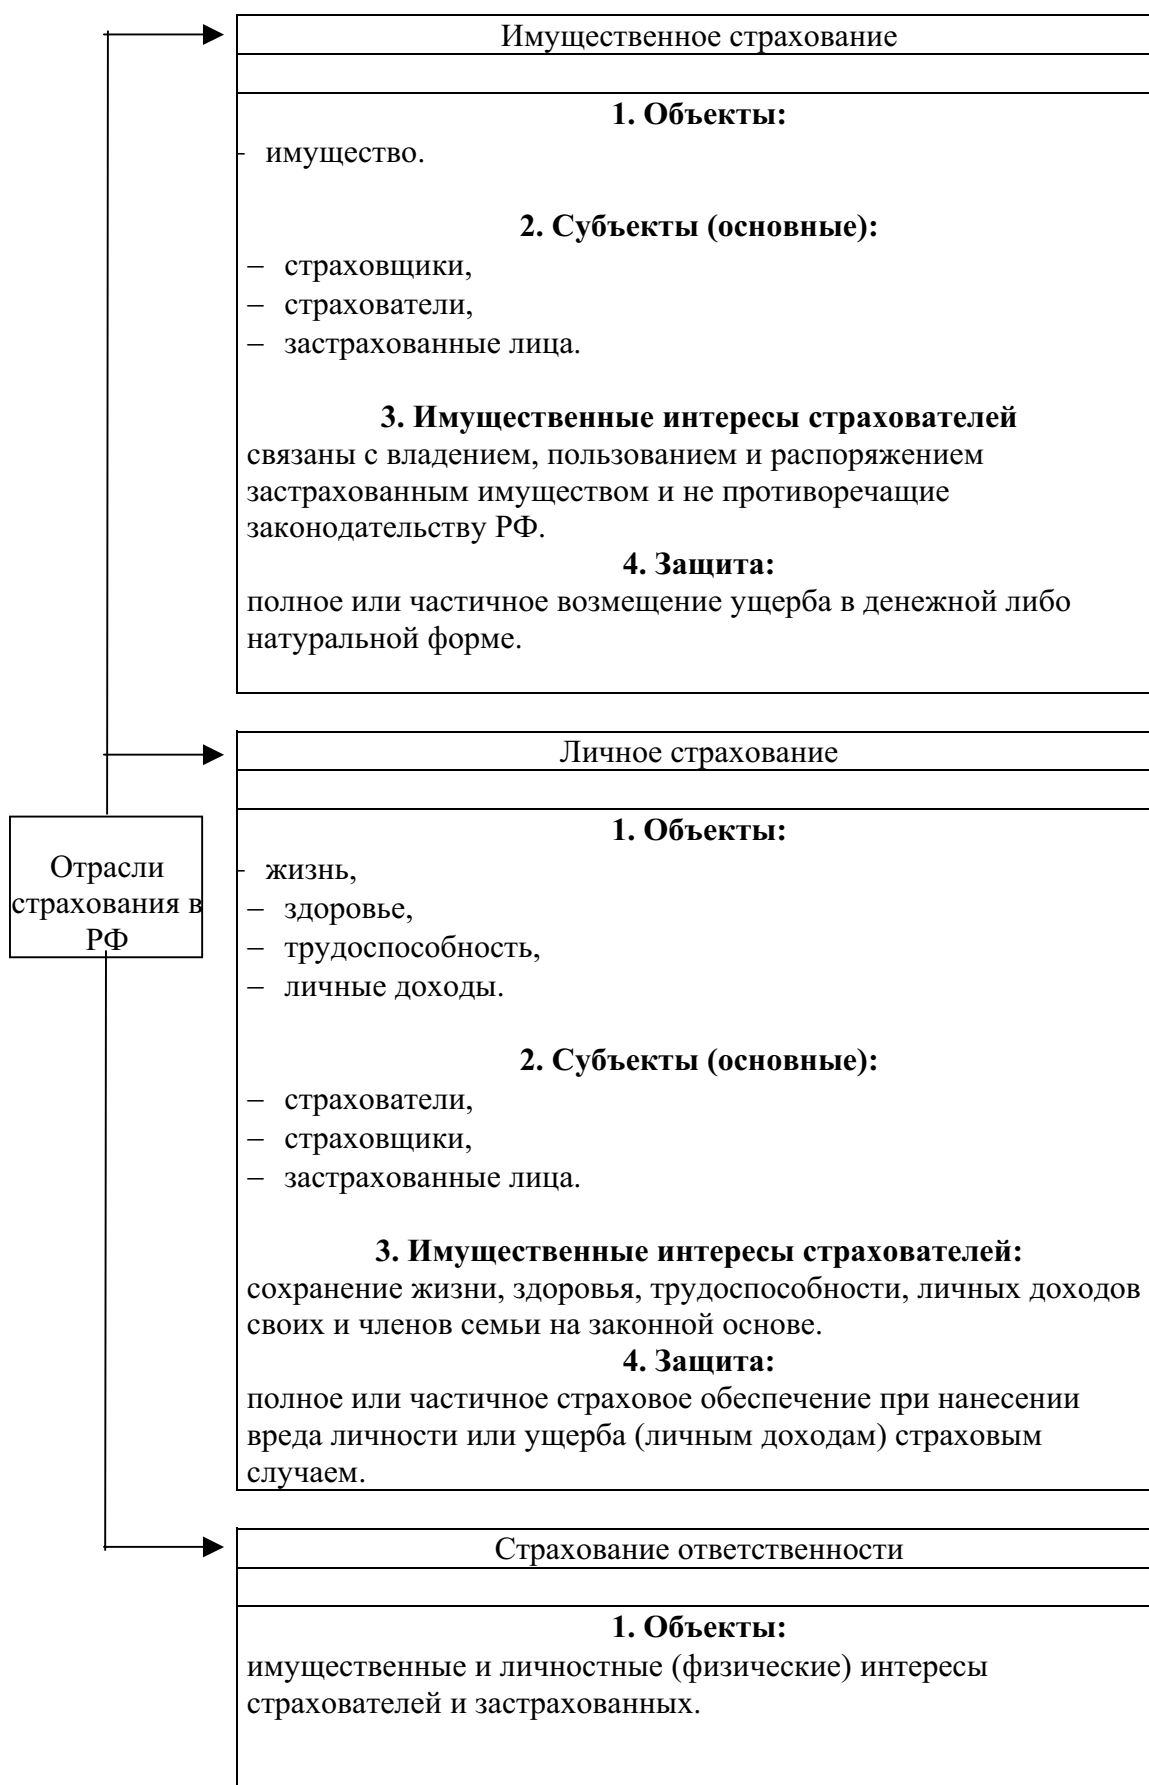 Имущественное страхование
1. Объекты:
- имущество.
2. Субъекты (основные):
– страховщики,
– страхователи,
– застрахованные лица.
3. Имущественные интересы страхователей
связаны с владением, пользованием и распоряжением
застрахованным имуществом и не противоречащие
законодательству РФ.
4. Защита:
полное или частичное возмещение ущерба в денежной либо
натуральной форме.
Личное страхование
1. Объекты:
- жизнь,
– здоровье,
– трудоспособность,
– личные доходы.
2. Субъекты (основные):
– страхователи,
– страховщики,
– застрахованные лица.
3. Имущественные интересы страхователей:
сохранение жизни, здоровья, трудоспособности, личных доходов
своих и членов семьи на законной основе.
4. Защита:
полное или частичное страховое обеспечение при нанесении
вреда личности или ущерба (личным доходам) страховым
случаем.
Отрасли
страхования в
РФ
Страхование ответственности
1. Объекты:
имущественные и личностные (физические) интересы
страхователей и застрахованных.